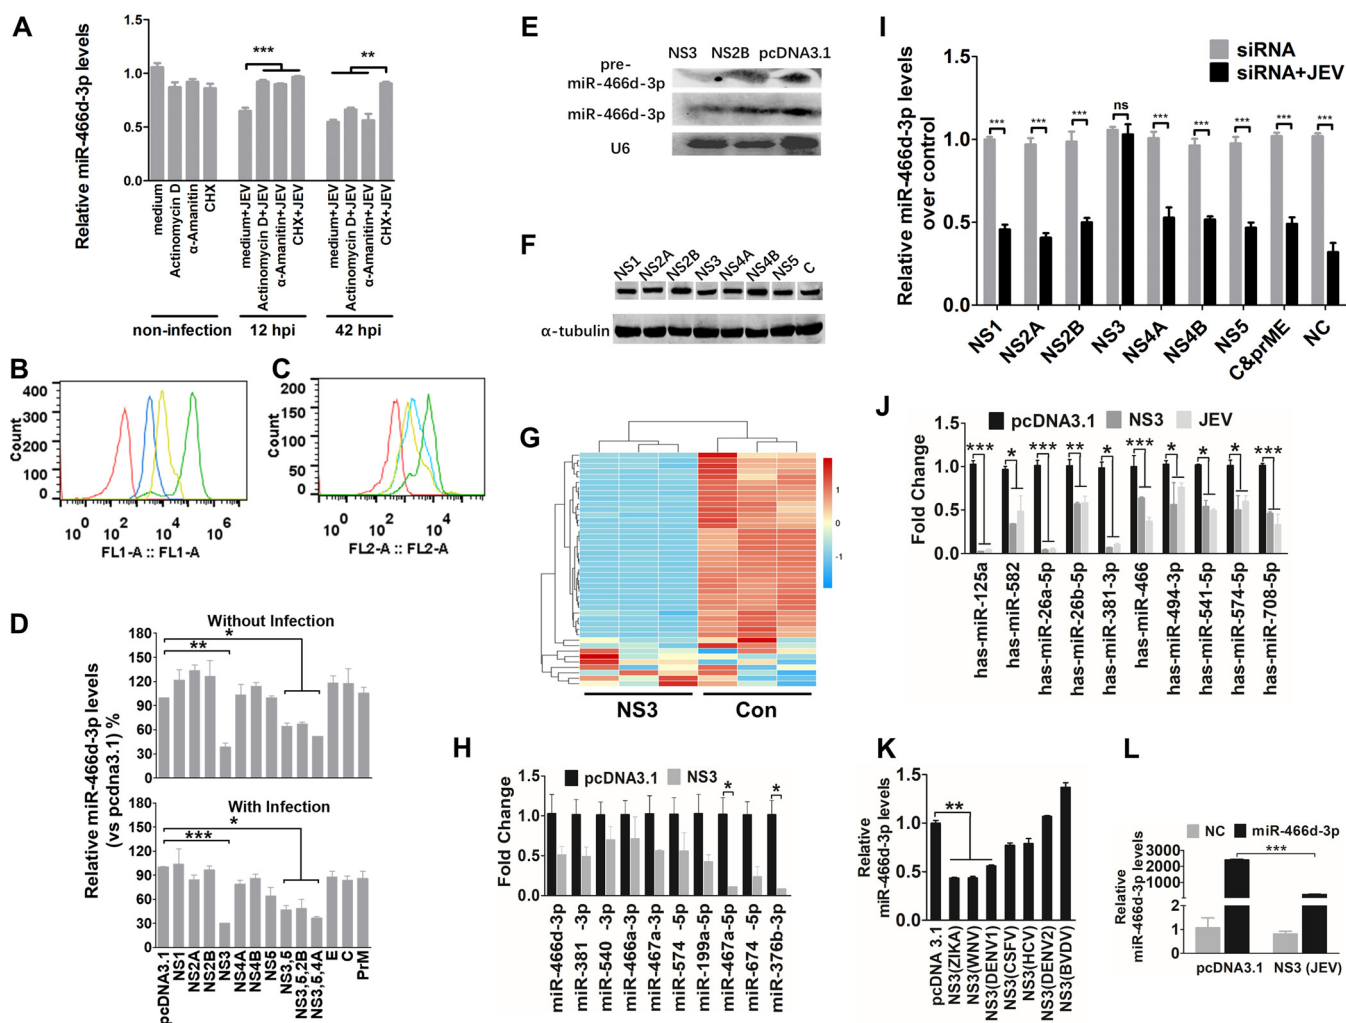 A
Relative miR-466d-3p levels
1.5
1.0
0.5
0.0
***
**
medium
Actinomycin D
α-Amanitin
CHX
medium+JEV
Actinomycin D+JEV
α-Amanitin+JEV
CHX+JEV
medium+JEV
Actinomycin D+JEV
α-Amanitin+JEV
CHX+JEV
non-infection
12 hpi
42 hpi
B
Count
400
300
200
100
0
10^0
10^2
10^4
10^6
FL1-A :: FL1-A
C
Count
200
150
100
50
0
10^0
10^2
10^4
FL2-A :: FL2-A
D
Relative miR-466d-3p levels
(vs pcdna3.1) %
Without Infection
180
150
120
90
60
30
0
*
**
With Infection
180
150
120
90
60
30
0
*
***
pcDNA3.1
NS1
NS2A
NS2B
NS3
NS4A
NS4B
NS5
NS3,5
NS3,5,2B
NS3,5,4A
E
C
PrM
E
NS3 NS2B pcDNA3.1
pre-
miR-466d-3p
miR-466d-3p
U6
F
NS1
NS2A
NS2B
NS3
NS4A
NS4B
NS5
C
α-tubulin
G
1
0
-1
NS3
Con
H
Fold Change
1.5
1.0
0.5
0.0
pcDNA3.1
NS3
*
*
miR-466d-3p
miR-381 -3p
miR-540 -3p
miR-466a-3p
miR-467a-3p
miR-574 -5p
miR-199a-5p
miR-467a-5p
miR-674 -5p
miR-376b-3p
I
Relative miR-466d-3p levels
over control
1.5
1.0
0.5
0.0
siRNA
siRNA+JEV
***
***
***
ns
***
***
***
***
***
NS1
NS2A
NS2B
NS3
NS4A
NS4B
NS5
C&prME
NC
J
Fold Change
1.5
1.0
0.5
0.0
pcDNA3.1
NS3
JEV
***
*
***
**
*
***
*
*
*
***
has-miR-125a
has-miR-582
has-miR-26a-5p
has-miR-26b-5p
has-miR-381-3p
has-miR-466
has-miR-494-3p
has-miR-541-5p
has-miR-574-5p
has-miR-708-5p
K
Relative
miR-466d-3p levels
1.5
1.0
0.5
0.0
**
pcDNA 3.1
NS3(ZIKA)
NS3(WNV)
NS3(DENV1)
NS3(CSFV)
NS3(HCV)
NS3(DENV2)
NS3(BVDV)
L
NC
miR-466d-3p
Relative
miR-466d-3p levels
3000
2000
1000
2
1
0
***
pcDNA3.1
NS3 (JEV)